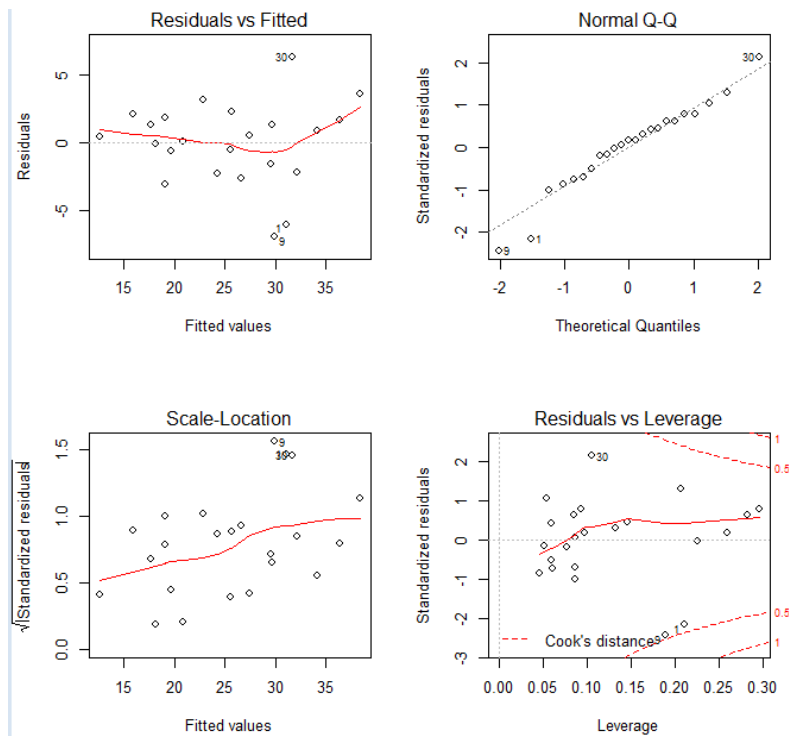 Residuals vs Fitted
Residuals
5
0
-5
30
1
9
15 20 25 30 35
Fitted values
Normal Q-Q
Standardized residuals
2
1
0
-1
-2
30
1
9
-2 -1 0 1 2
Theoretical Quantiles
Scale-Location
√|Standardized residuals|
1.5
1.0
0.5
0.0
9
15 20 25 30 35
Fitted values
Residuals vs Leverage
Standardized residuals
2
1
0
-1
-2
-3
30
1
Cook's distance
1
0.5
0.5
1
0.00 0.05 0.10 0.15 0.20 0.25 0.30
Leverage